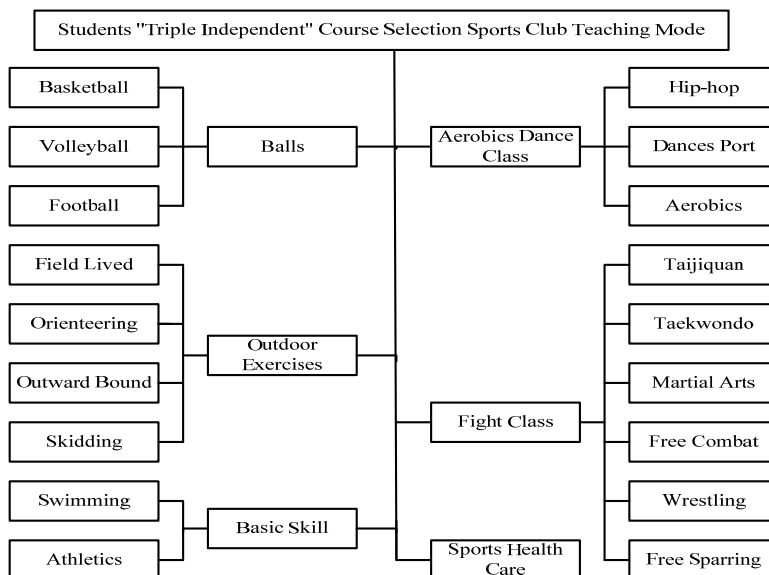 Students "Triple Independent" Course Selection Sports Club Teaching Mode
Basketball
Volleyball
Football
Balls
Field Lived
Orienteering
Outward Bound
Skidding
Outdoor
Exercises
Swimming
Athletics
Basic Skill
Aerobics Dance
Class
Hip-hop
Dances Port
Aerobics
Fight Class
Taijiquan
Taekwondo
Martial Arts
Free Combat
Wrestling
Free Sparring
Sports Health
Care